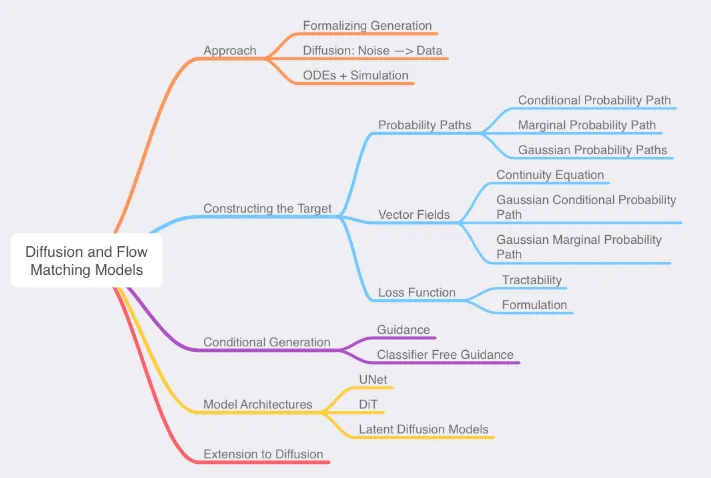 Diffusion and Flow
Matching Models
Approach
Formalizing Generation
Diffusion: Noise —> Data
ODEs + Simulation
Constructing the Target
Probability Paths
Conditional Probability Path
Marginal Probability Path
Gaussian Probability Paths
Vector Fields
Continuity Equation
Gaussian Conditional Probability
Path
Gaussian Marginal Probability
Path
Loss Function
Tractability
Formulation
Conditional Generation
Guidance
Classifier Free Guidance
Model Architectures
UNet
DiT
Latent Diffusion Models
Extension to Diffusion